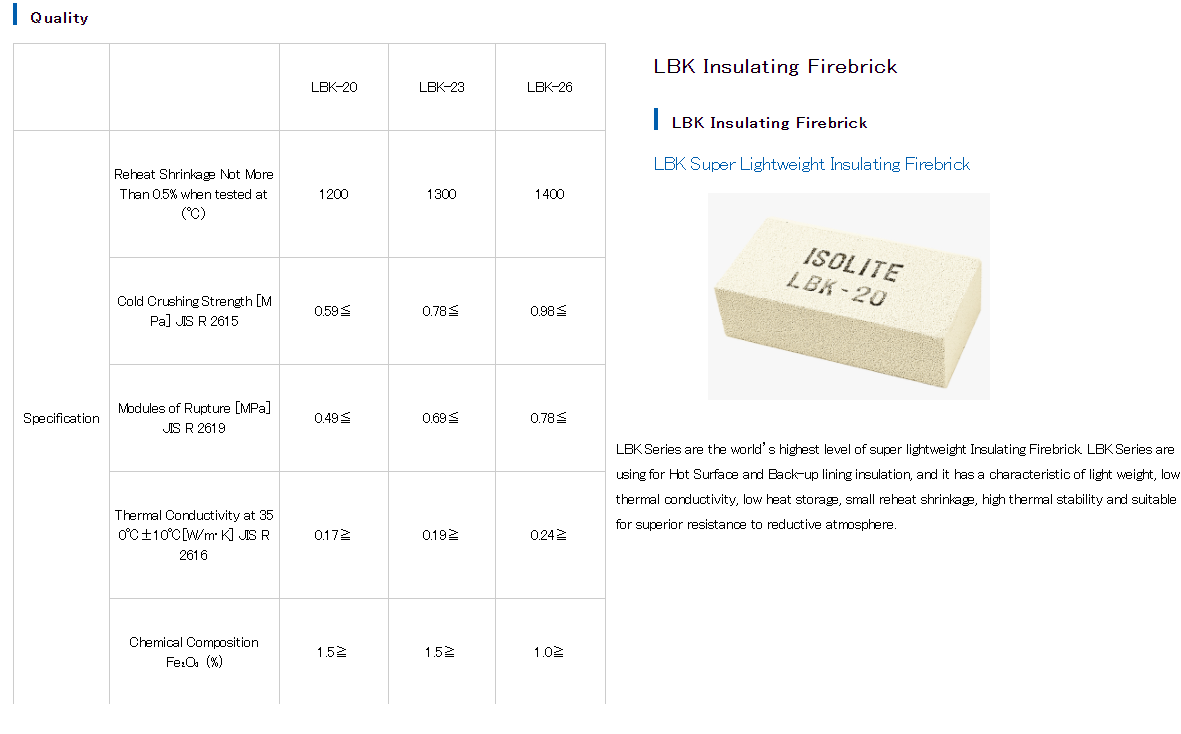 Quality
LBK-20
LBK-23
LBK-26
Specification
Reheat Shrinkage Not More
Than 0.5% when tested at
(℃)
1200
1300
1400
Cold Crushing Strength [M
Pa] JIS R 2615
0.59≦
0.78≦
0.98≦
Modules of Rupture [MPa]
JIS R 2619
0.49≦
0.69≦
0.78≦
Thermal Conductivity at 35
0℃±10℃[W/m・K] JIS R
2616
0.17≧
0.19≧
0.24≧
Chemical Composition
Fe₂O₃ (%)
1.5≧
1.5≧
1.0≧
LBK Insulating Firebrick
LBK Insulating Firebrick
LBK Super Lightweight Insulating Firebrick
ISOLITE
LBK-20
LBK Series are the world’s highest level of super lightweight Insulating Firebrick. LBK Series are
using for Hot Surface and Back-up lining insulation, and it has a characteristic of light weight, low
thermal conductivity, low heat storage, small reheat shrinkage, high thermal stability and suitable
for superior resistance to reductive atmosphere.